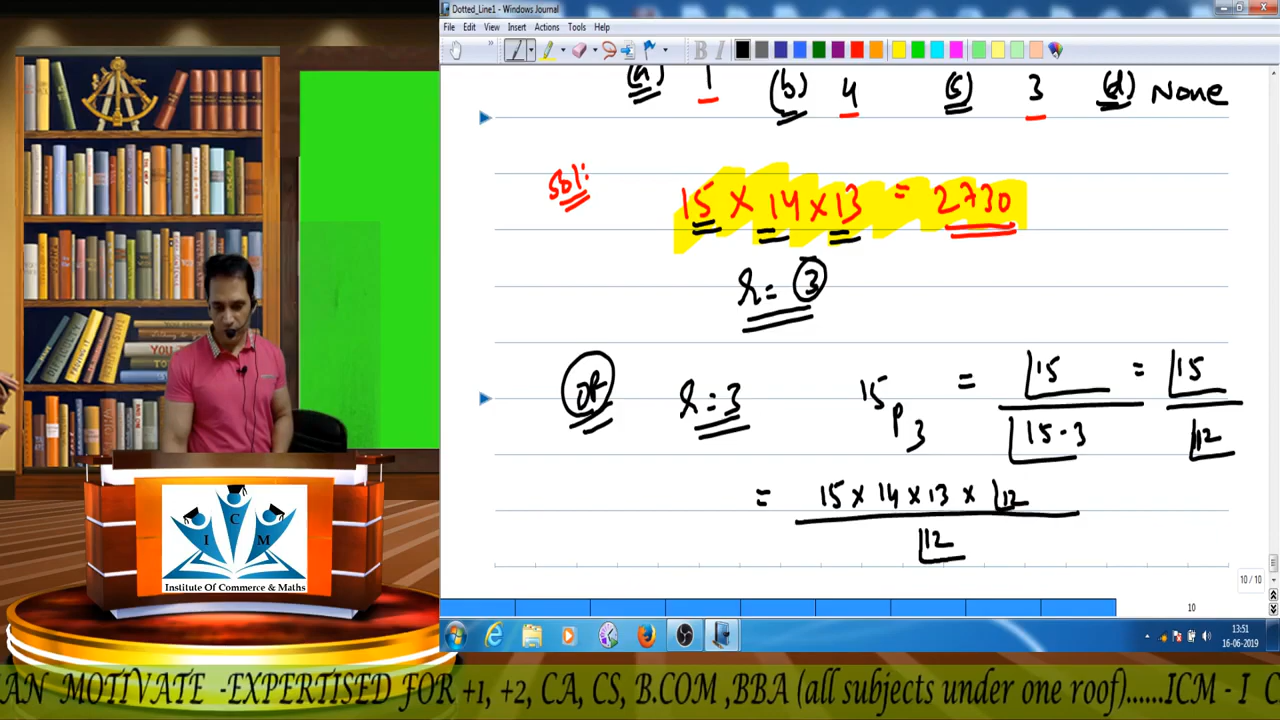 Dotted_Line1 - Windows Journal
File Edit View Insert Actions Tools Help
(a) 1 (b) 4 (c) 3 (d) None
Sol: 15 × 14 × 13 = 2730
r = 3
OR r = 3 15P3 = |15 / |15-3 = |15 / |12
= 15 × 14 × 13 × |12 / |12
10 / 10
10
I C M
Institute Of Commerce & Maths
13:51
16-06-2019
KAN MOTIVATE -EXPERTISED FOR +1, +2, CA, CS, B.COM ,BBA (all subjects under one roof)......ICM - I C